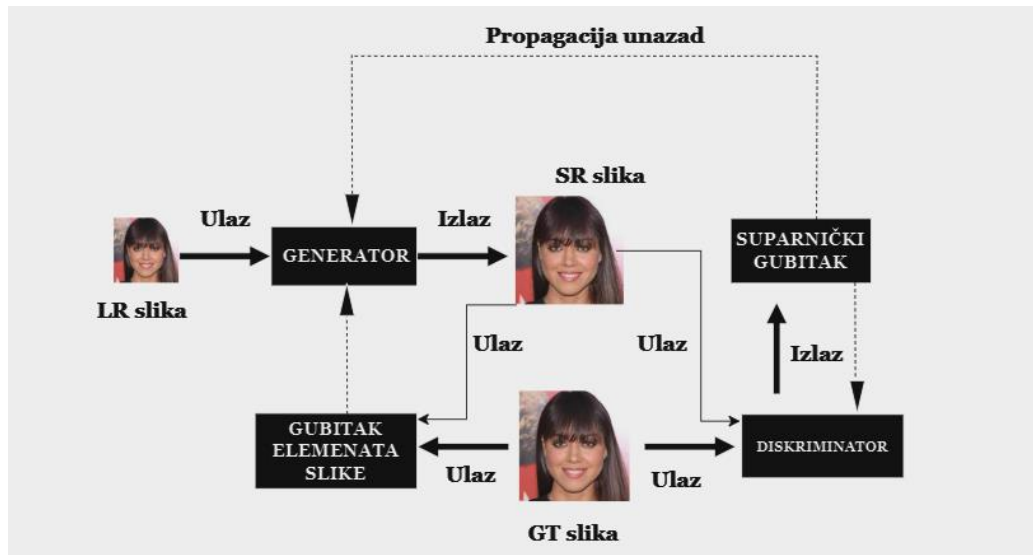 Propagacija unazad
SR slika
Ulaz
Izlaz
GENERATOR
SUPARNIČKI
GUBITAK
LR slika
Ulaz
Ulaz
Izlaz
GUBITAK
ELEMENATA
SLIKE
DISKRIMINATOR
Ulaz
Ulaz
GT slika